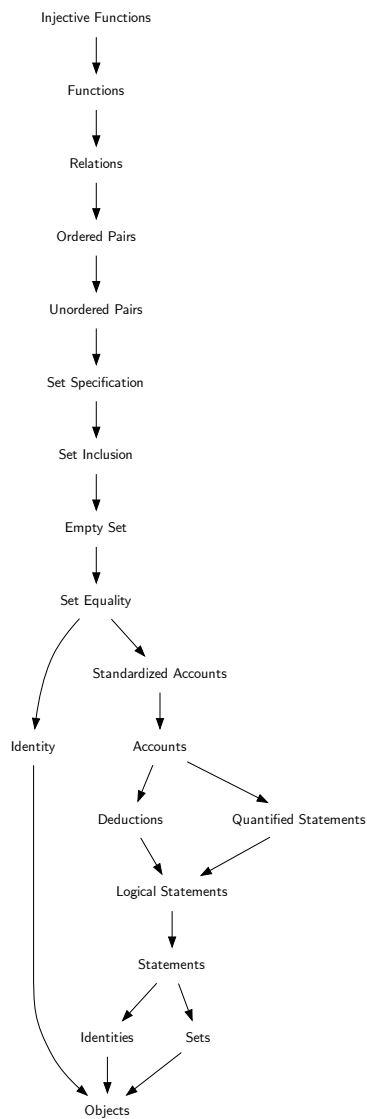 Injective Functions
Functions
Relations
Ordered Pairs
Unordered Pairs
Set Specification
Set Inclusion
Empty Set
Set Equality
Standardized Accounts
Identity
Accounts
Deductions
Quantified Statements
Logical Statements
Statements
Identities
Sets
Objects